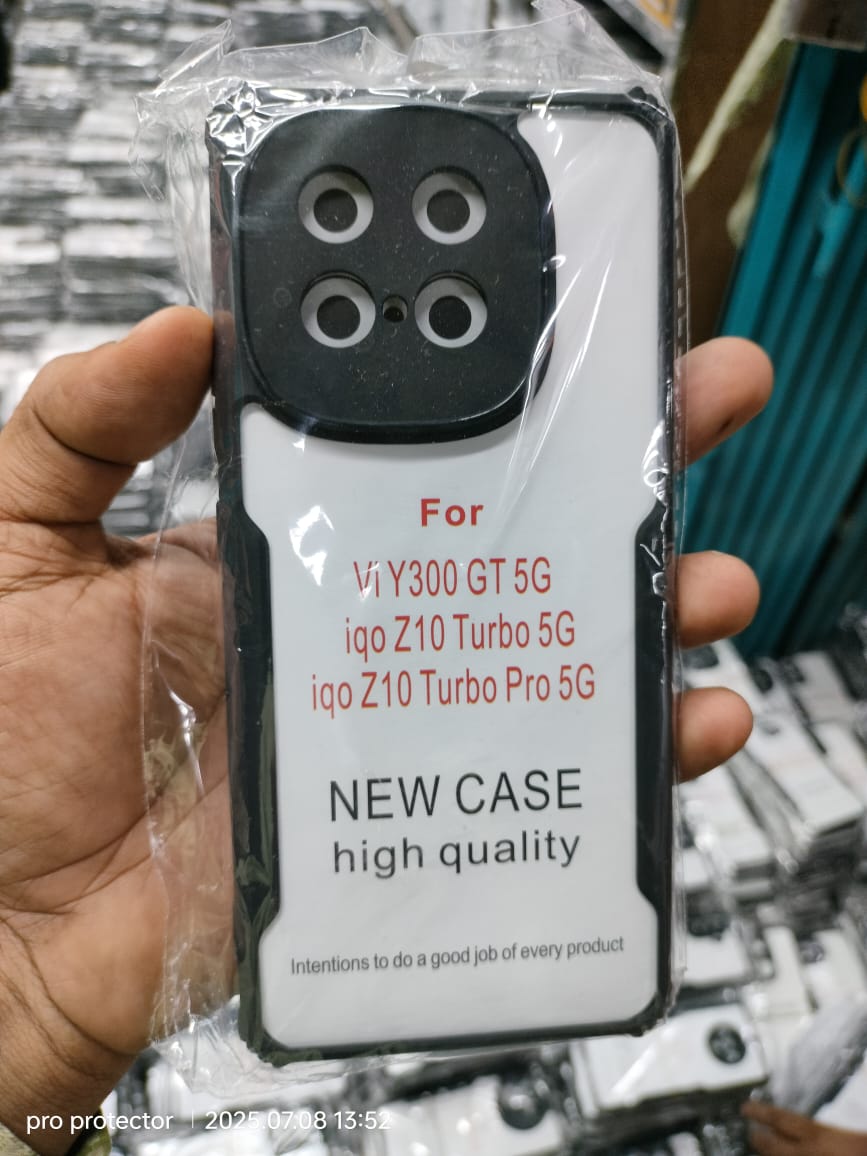 For
Vi Y300 GT 5G
iqo Z10 Turbo 5G
iqo Z10 Turbo Pro 5G
NEW CASE
high quality
Intentions to do a good job of every product
pro protector | 2025.07.08 13:52